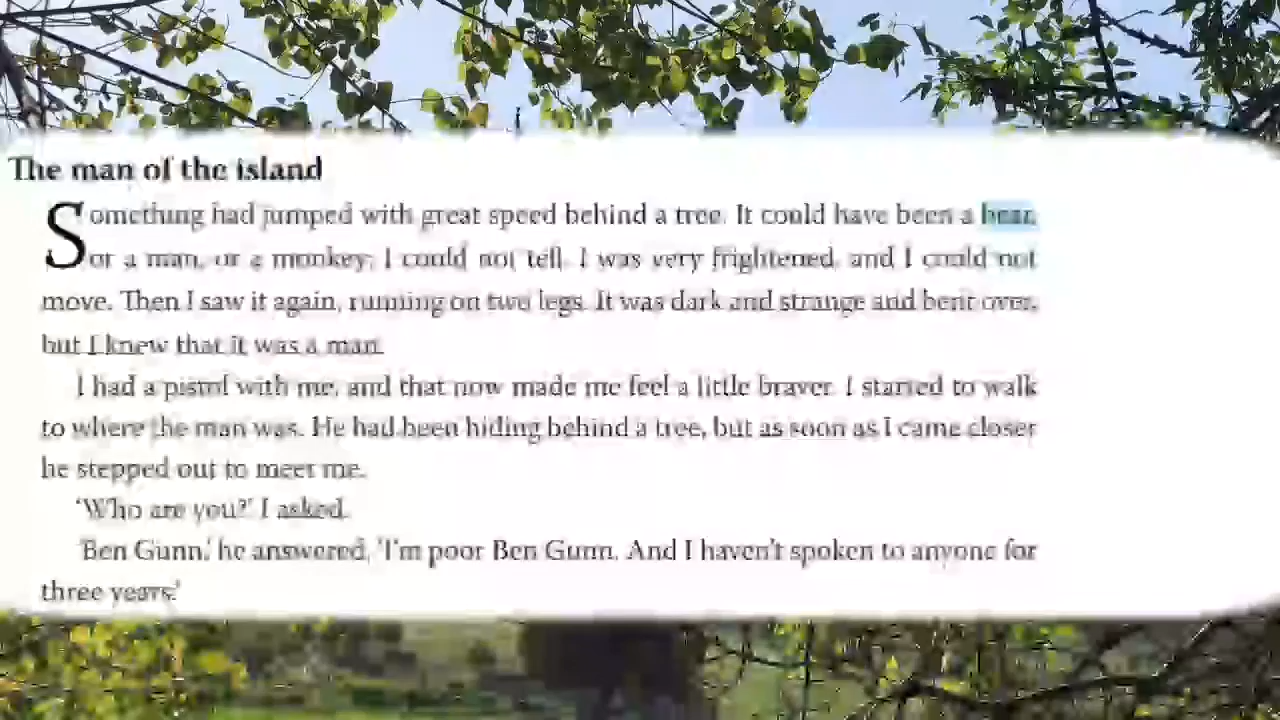 The man of the island
Something had jumped with great speed behind a tree. It could have been a bear,
or a man, or a monkey; I could not tell. I was very frightened, and I could not
move. Then I saw it again, running on two legs. It was dark and strange and bent over,
but I knew that it was a man.
I had a pistol with me, and that now made me feel a little braver. I started to walk
to where the man was. He had been hiding behind a tree, but as soon as I came closer
he stepped out to meet me.
'Who are you?' I asked.
'Ben Gunn,' he answered, 'I'm poor Ben Gunn. And I haven't spoken to anyone for
three years.'